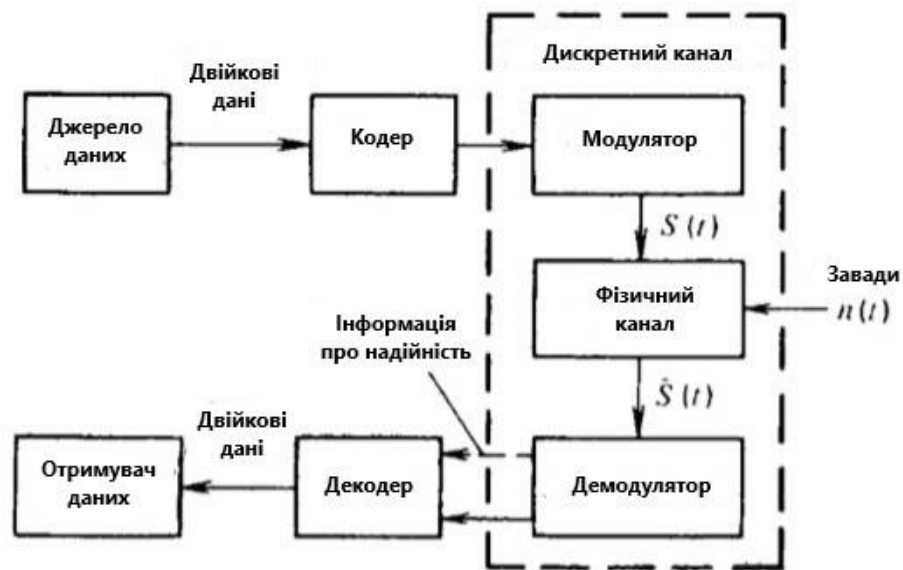 Дискретний канал
Двійкові
дані
Джерело
даних
Кодер
Модулятор
S (t)
Завади
n(t)
Фізичний
канал
Інформація
про надійність
Ŝ (t)
Двійкові
дані
Отримувач
даних
Декодер
Демодулятор